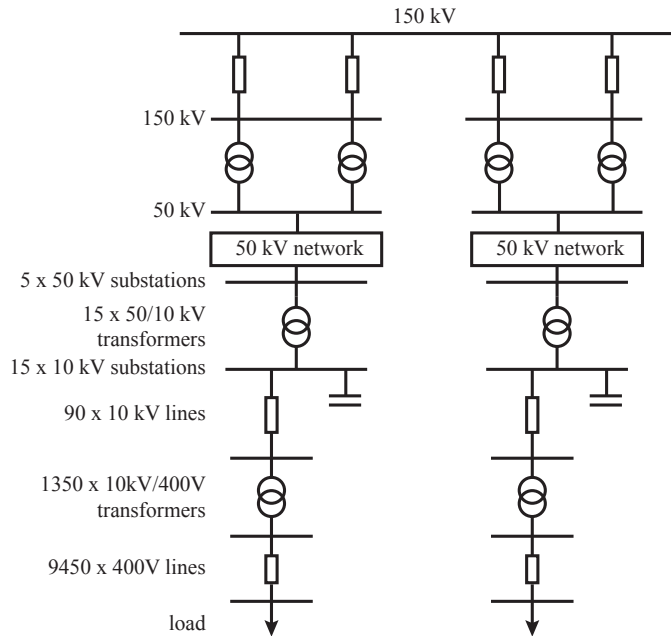 150 kV
150 kV
50 kV
50 kV network
50 kV network
5 x 50 kV substations
15 x 50/10 kV
transformers
15 x 10 kV substations
90 x 10 kV lines
1350 x 10kV/400V
transformers
9450 x 400V lines
load